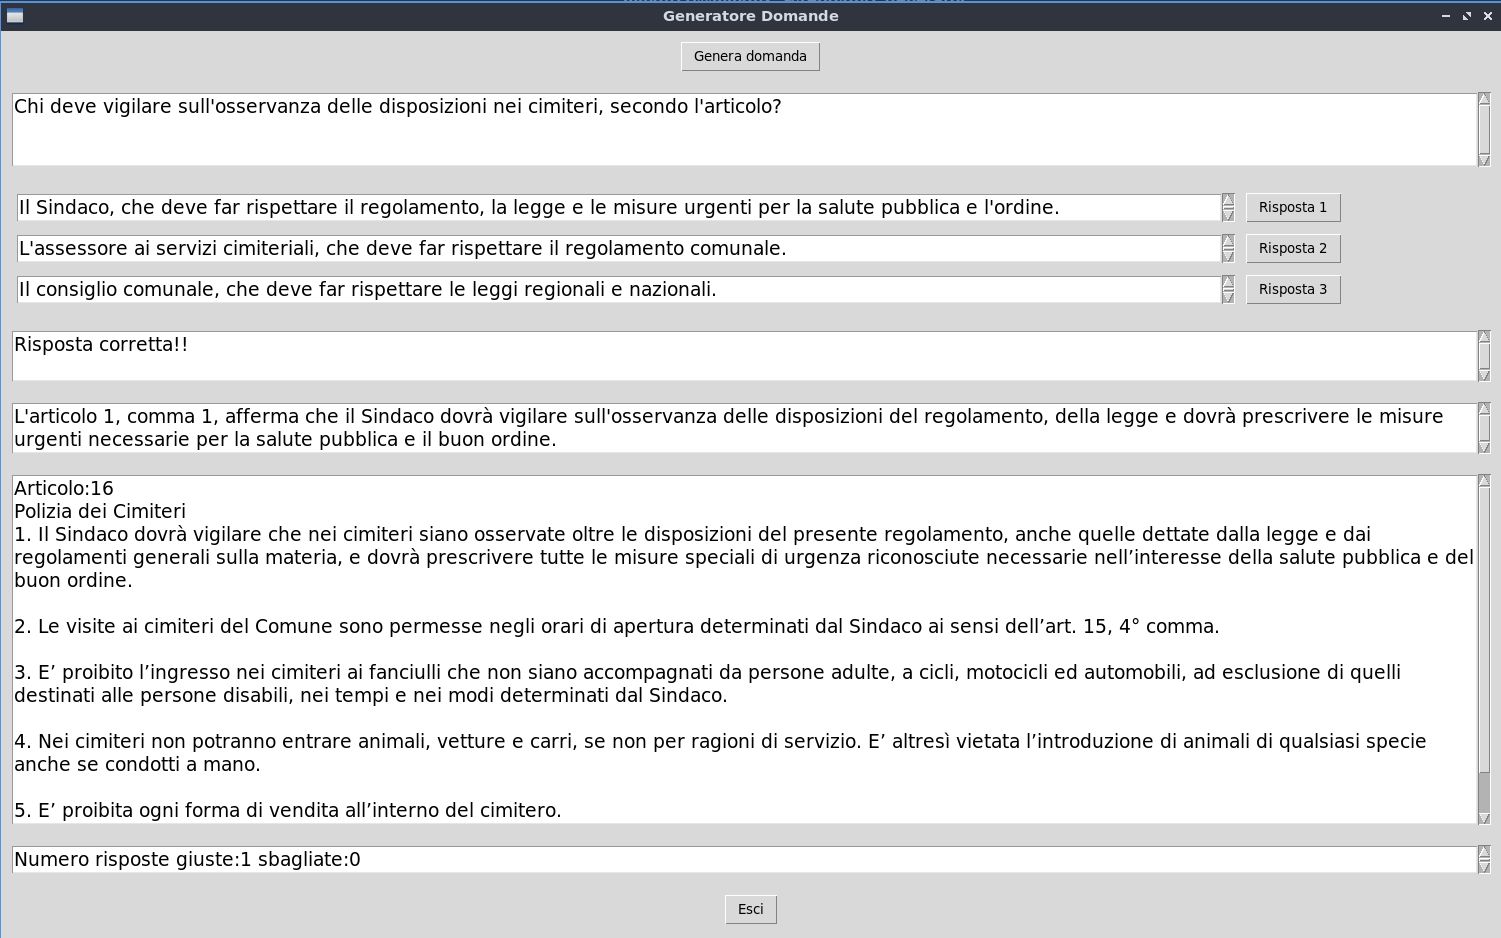 Generatore Domande
Genera domanda
Chi deve vigilare sull'osservanza delle disposizioni nei cimiteri, secondo l'articolo?
Il Sindaco, che deve far rispettare il regolamento, la legge e le misure urgenti per la salute pubblica e l'ordine.
Risposta 1
L'assessore ai servizi cimiteriali, che deve far rispettare il regolamento comunale.
Risposta 2
Il consiglio comunale, che deve far rispettare le leggi regionali e nazionali.
Risposta 3
Risposta corretta!!
L'articolo 1, comma 1, afferma che il Sindaco dovrà vigilare sull'osservanza delle disposizioni del regolamento, della legge e dovrà prescrivere le misure
urgenti necessarie per la salute pubblica e il buon ordine.
Articolo:16
Polizia dei Cimiteri
1. Il Sindaco dovrà vigilare che nei cimiteri siano osservate oltre le disposizioni del presente regolamento, anche quelle dettate dalla legge e dai
regolamenti generali sulla materia, e dovrà prescrivere tutte le misure speciali di urgenza riconosciute necessarie nell’interesse della salute pubblica e del
buon ordine.
2. Le visite ai cimiteri del Comune sono permesse negli orari di apertura determinati dal Sindaco ai sensi dell’art. 15, 4° comma.
3. E’ proibito l’ingresso nei cimiteri ai fanciulli che non siano accompagnati da persone adulte, a cicli, motocicli ed automobili, ad esclusione di quelli
destinati alle persone disabili, nei tempi e nei modi determinati dal Sindaco.
4. Nei cimiteri non potranno entrare animali, vetture e carri, se non per ragioni di servizio. E’ altresì vietata l’introduzione di animali di qualsiasi specie
anche se condotti a mano.
5. E’ proibita ogni forma di vendita all’interno del cimitero.
Numero risposte giuste:1 sbagliate:0
Esci